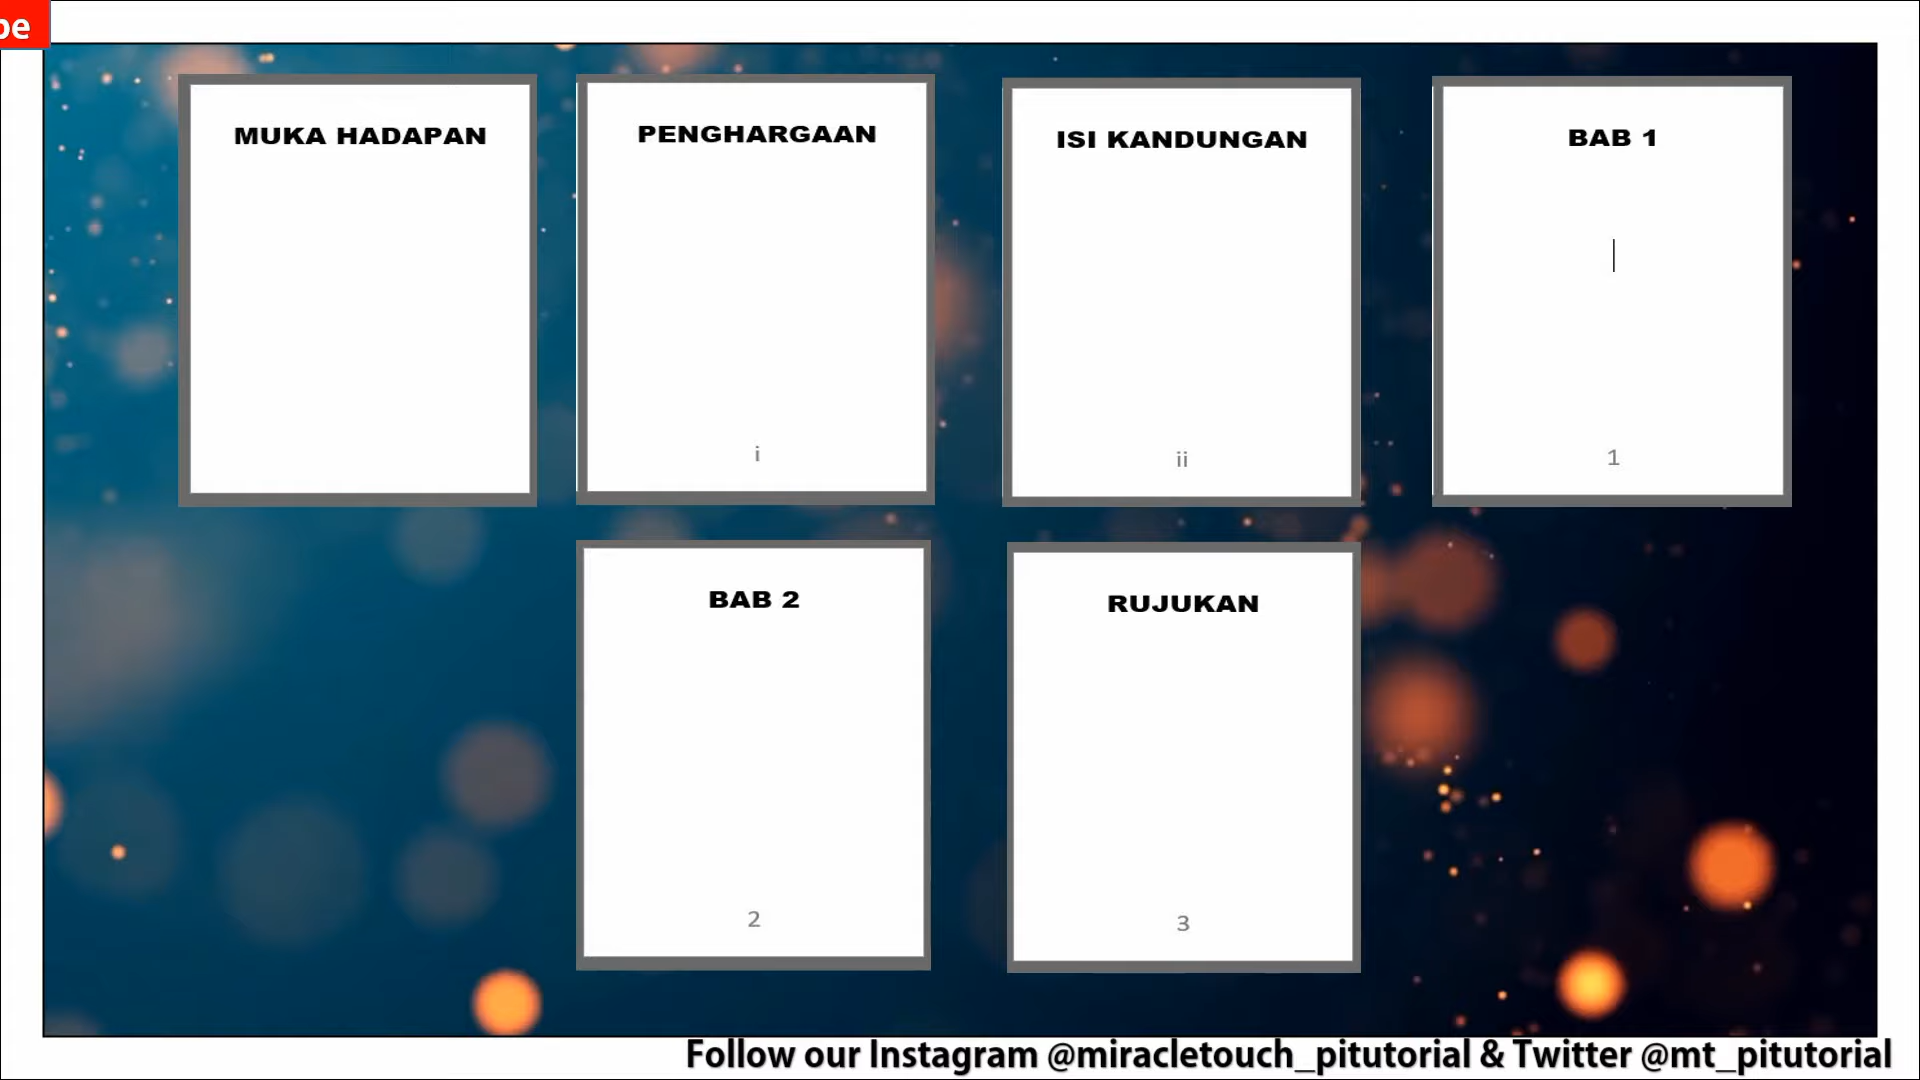 be
MUKA HADAPAN
PENGHARGAAN
i
ISI KANDUNGAN
ii
BAB 1
1
BAB 2
2
RUJUKAN
3
Follow our Instagram @miracletouch_pitutorial & Twitter @mt_pitutorial